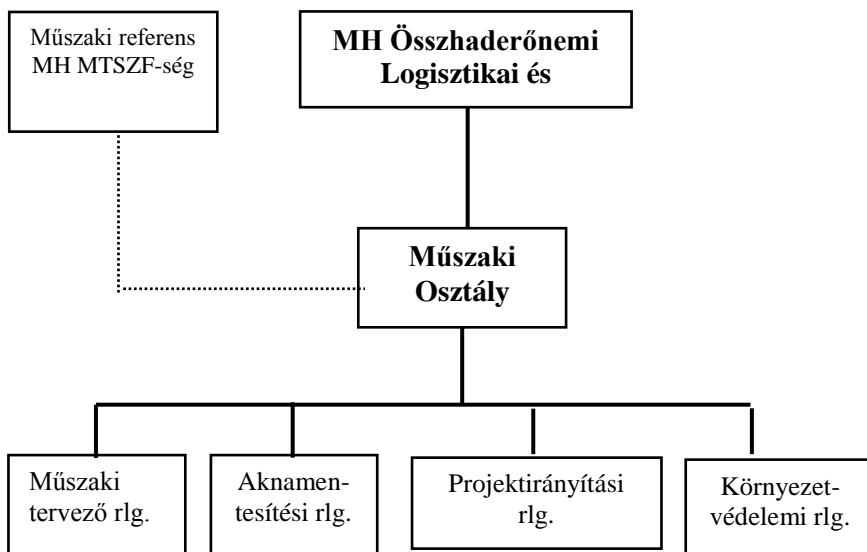 Műszaki referens
MH MTSZF-ség
MH Összhaderőnemi
Logisztikai és
Műszaki
Osztály
Műszaki
tervező rlg.
Aknamen-
tesítési rlg.
Projektirányítási
rlg.
Környezet-
védelemi rlg.